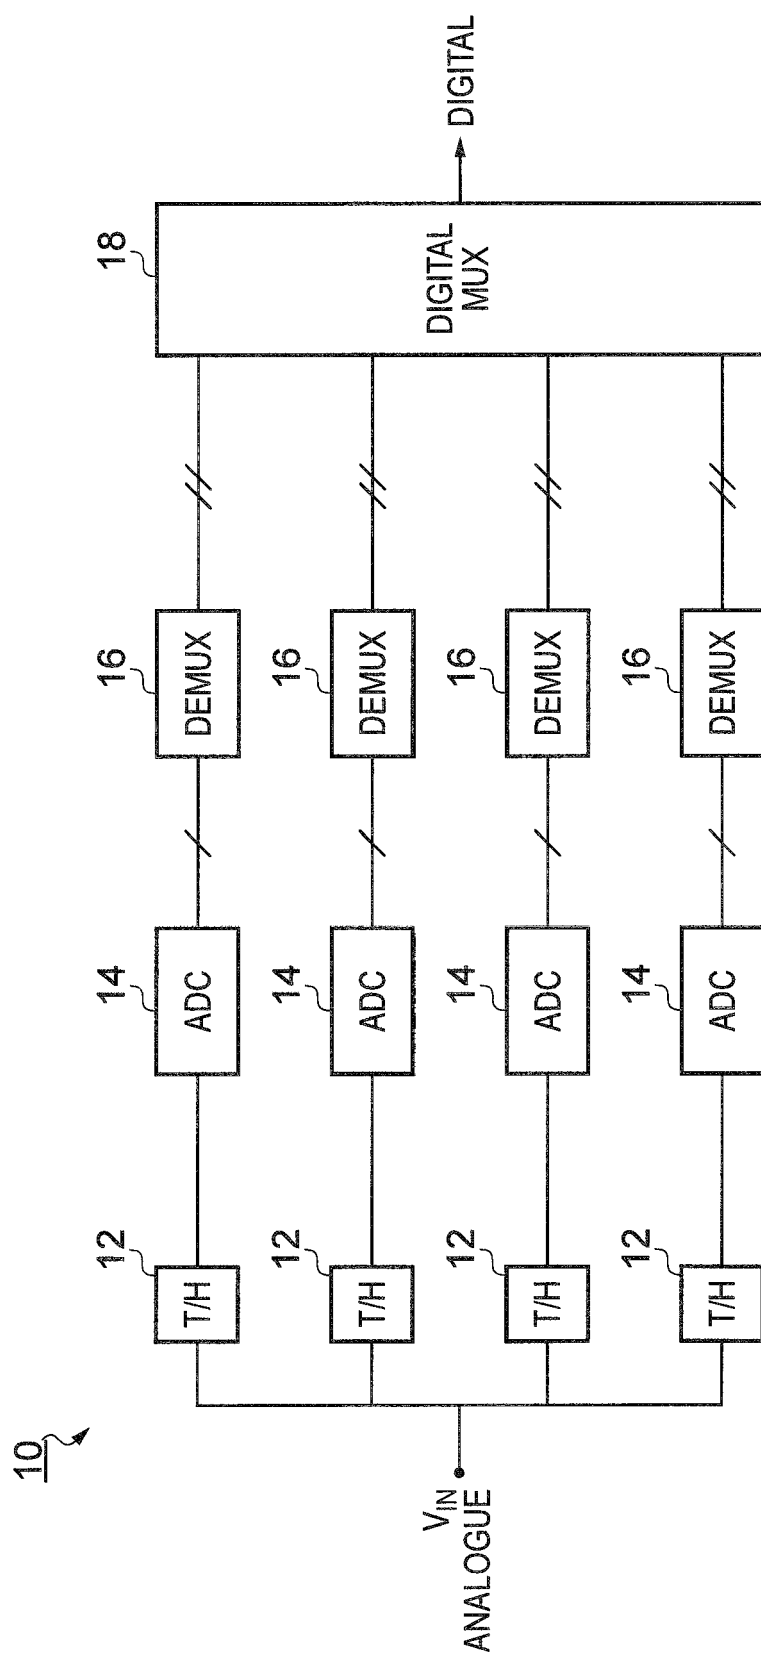 10
V_IN
ANALOGUE
12
T/H
14
ADC
16
DEMUX
12
T/H
14
ADC
16
DEMUX
12
T/H
14
ADC
16
DEMUX
12
T/H
14
ADC
16
DEMUX
18
DIGITAL
MUX
DIGITAL